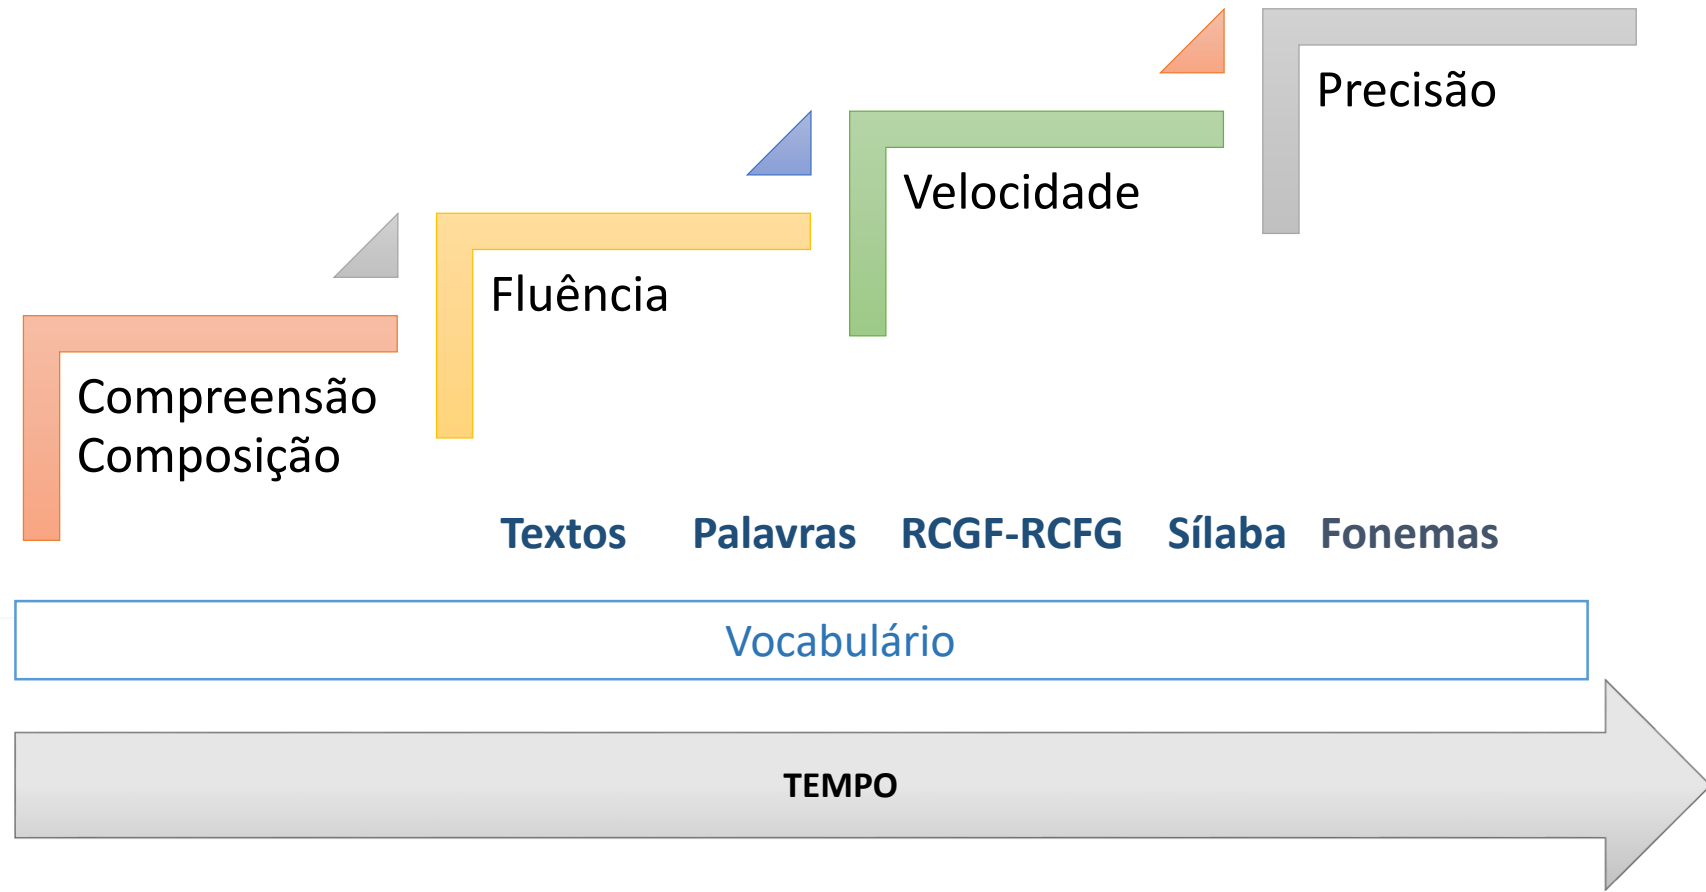 Precisão
Velocidade
Fluência
Compreensão
Composição
Textos Palavras RCGF-RCFG Sílaba Fonemas
Vocabulário
TEMPO